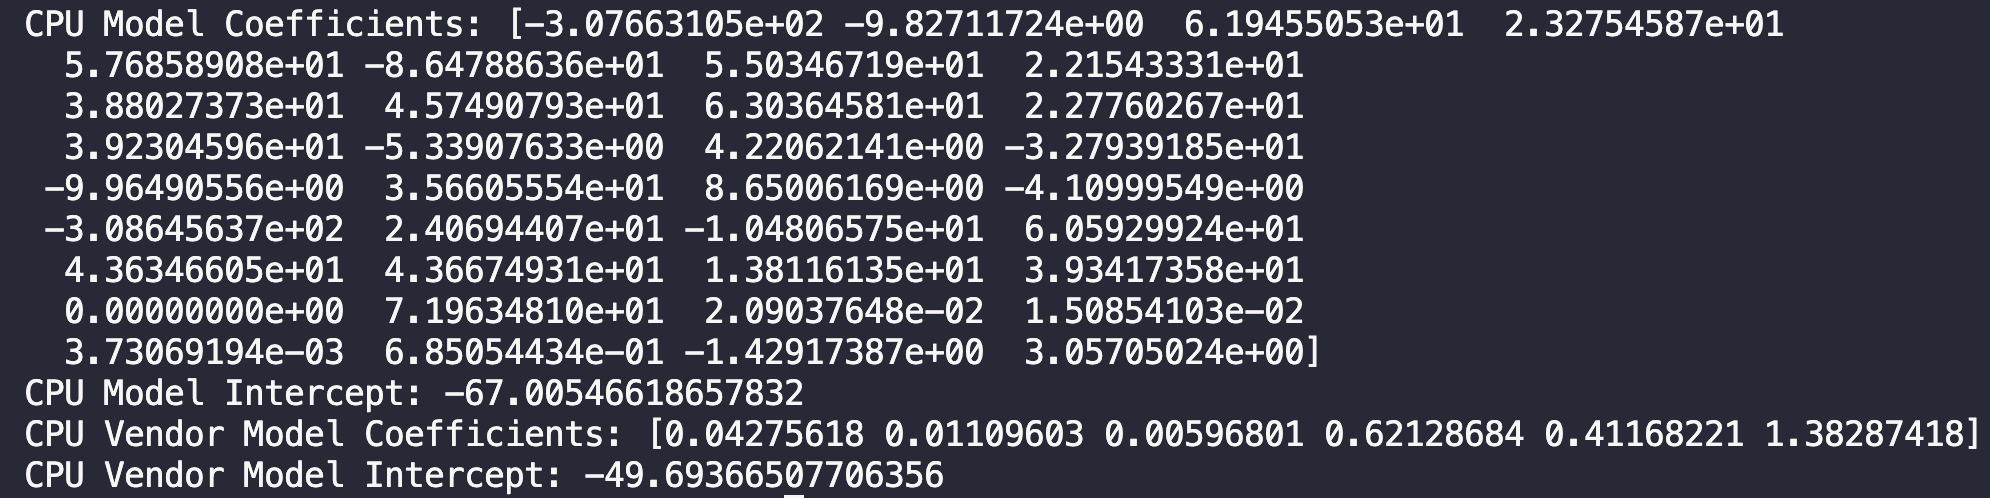 CPU Model Coefficients: [-3.07663105e+02 -9.82711724e+00  6.19455053e+01  2.32754587e+01
  5.76858908e+01 -8.64788636e+01  5.50346719e+01  2.21543331e+01
  3.88027373e+01  4.57490793e+01  6.30364581e+01  2.27760267e+01
  3.92304596e+01 -5.33907633e+00  4.22062141e+00 -3.27939185e+01
 -9.96490556e+00  3.56605554e+01  8.65006169e+00 -4.10999549e+00
 -3.08645637e+02  2.40694407e+01 -1.04806575e+01  6.05929924e+01
  4.36346605e+01  4.36674931e+01  1.38116135e+01  3.93417358e+01
  0.00000000e+00  7.19634810e+01  2.09037648e-02  1.50854103e-02
  3.73069194e-03  6.85054434e-01 -1.42917387e+00  3.05705024e+00]
CPU Model Intercept: -67.00546618657832
CPU Vendor Model Coefficients: [0.04275618 0.01109603 0.00596801 0.62128684 0.41168221 1.38287418]
CPU Vendor Model Intercept: -49.69366507706356